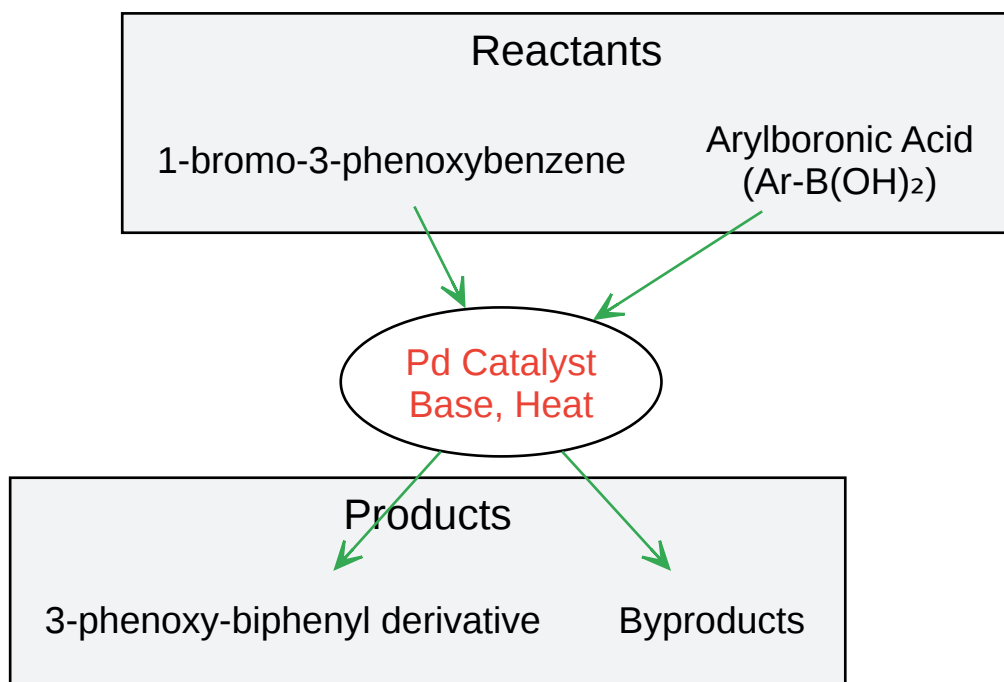 Reactants
1-bromo-3-phenoxybenzene
Arylboronic Acid
(Ar-B(OH)₂)
Pd Catalyst
Base, Heat
Products
3-phenoxy-biphenyl derivative
Byproducts